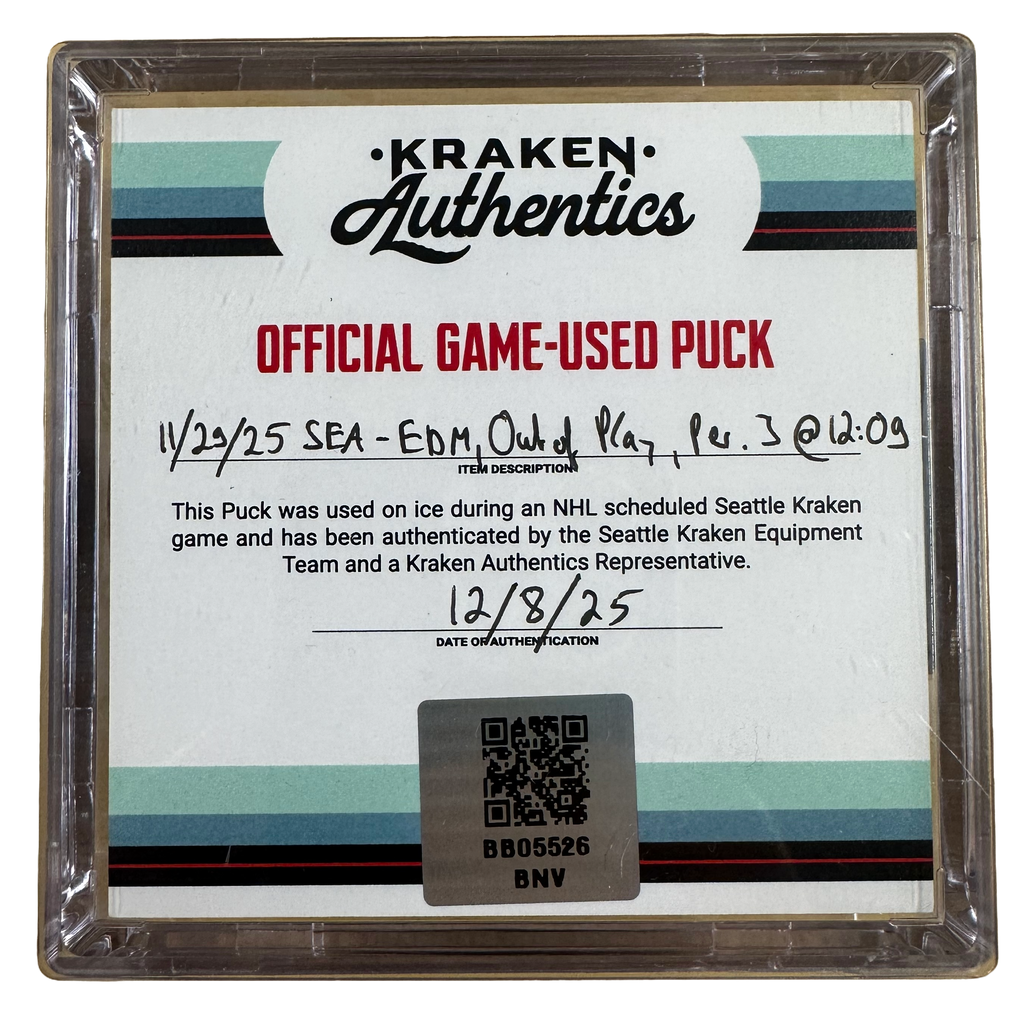 ·KRAKEN·
Authentics
OFFICIAL GAME-USED PUCK
11/29/25 SEA - EDM, Out of Play, Per. 3 @ 12:09
ITEM DESCRIPTION
This Puck was used on ice during an NHL scheduled Seattle Kraken
game and has been authenticated by the Seattle Kraken Equipment
Team and a Kraken Authentics Representative.
12/8/25
DATE OF AUTHENTICATION
BB05526
BNV